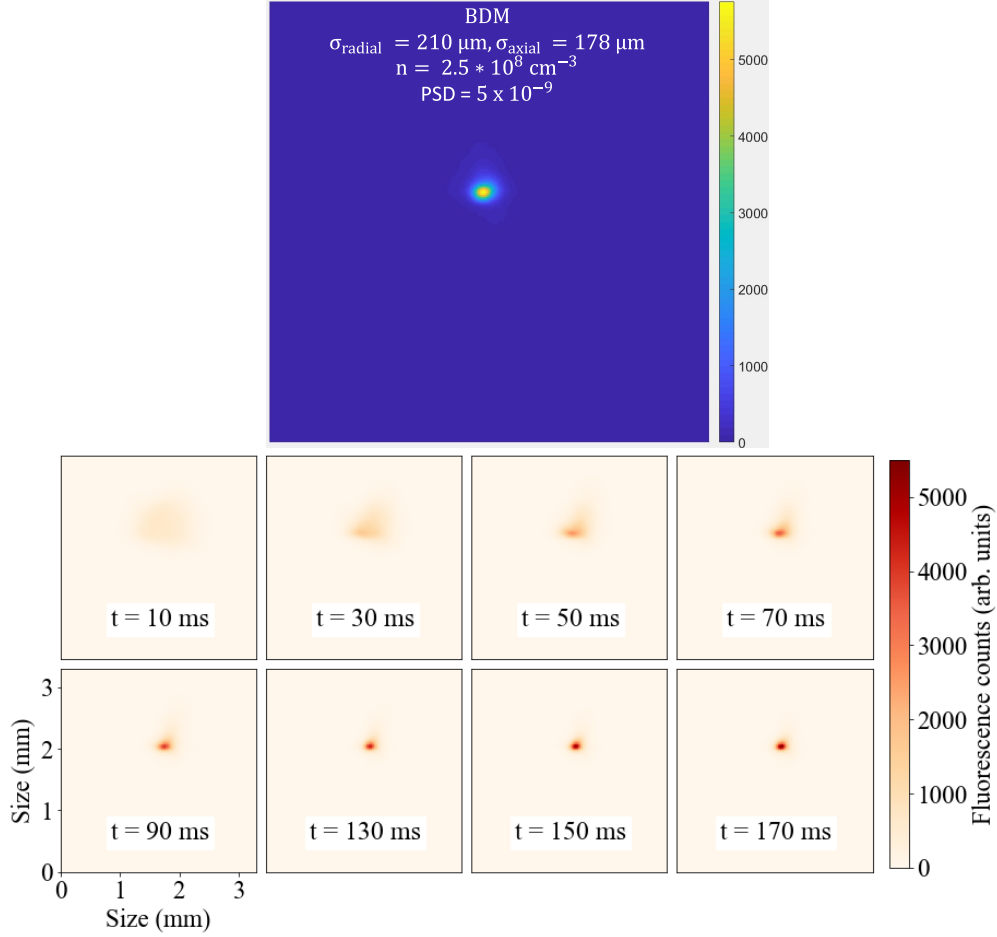 BDM
σradial = 210 μm, σaxial = 178 μm
n = 2.5 * 10⁸ cm⁻³
PSD = 5 x 10⁻⁹
5000
4000
3000
2000
1000
0
t = 10 ms
t = 30 ms
t = 50 ms
t = 70 ms
t = 90 ms
t = 130 ms
t = 150 ms
t = 170 ms
3
2
1
0
Size (mm)
0 1 2 3
Size (mm)
5000
4000
3000
2000
1000
0
Fluorescence counts (arb. units)